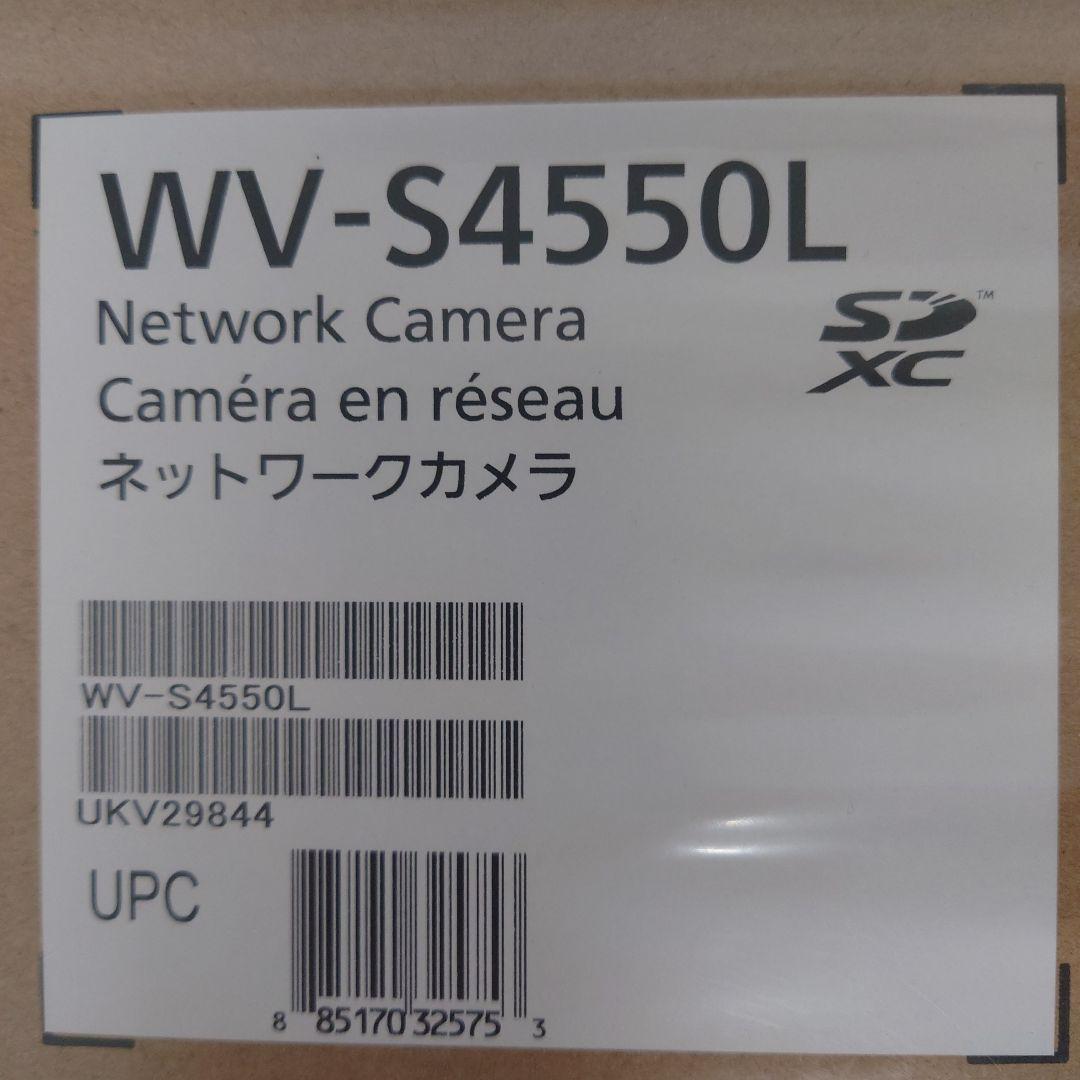 WV-S4550L
Network Camera
Caméra en réseau
ネットワークカメラ
SD™
XC
WV-S4550L
UKV29844
UPC
8 85170 32575 3